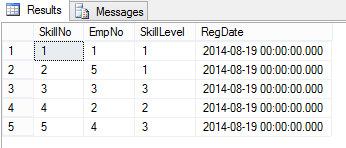 Results Messages
SkillNo EmpNo SkillLevel RegDate
1 1 1 1 2014-08-19 00:00:00.000
2 2 5 1 2014-08-19 00:00:00.000
3 3 3 3 2014-08-19 00:00:00.000
4 4 2 2 2014-08-19 00:00:00.000
5 5 4 3 2014-08-19 00:00:00.000